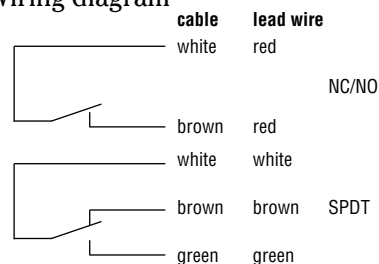 wiring diagram
cable lead wire
white red
NC/NO
brown red
white white
brown brown SPDT
green green